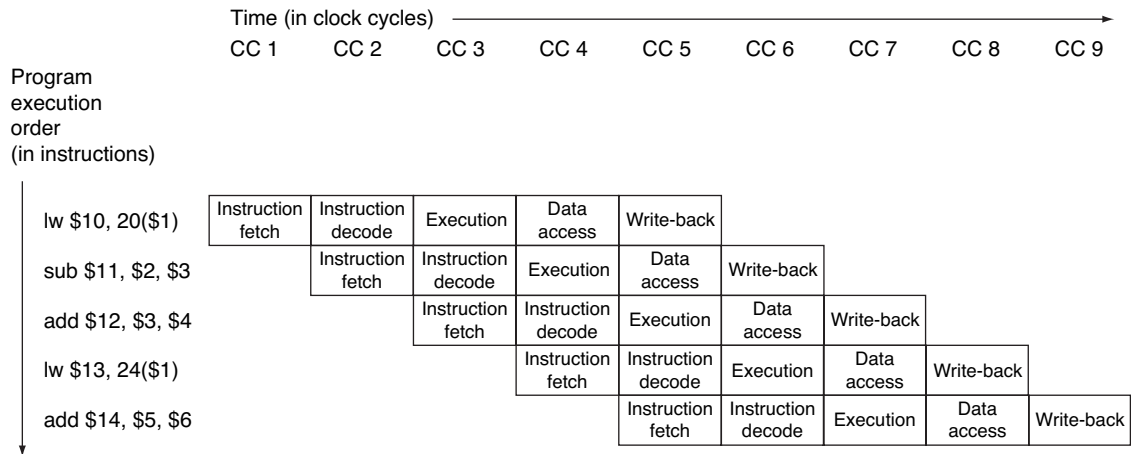 Time (in clock cycles)
CC 1 CC 2 CC 3 CC 4 CC 5 CC 6 CC 7 CC 8 CC 9
Program
execution
order
(in instructions)
lw $10, 20($1)
Instruction
fetch
Instruction
decode
Execution
Data
access
Write-back
sub $11, $2, $3
Instruction
fetch
Instruction
decode
Execution
Data
access
Write-back
add $12, $3, $4
Instruction
fetch
Instruction
decode
Execution
Data
access
Write-back
lw $13, 24($1)
Instruction
fetch
Instruction
decode
Execution
Data
access
Write-back
add $14, $5, $6
Instruction
fetch
Instruction
decode
Execution
Data
access
Write-back